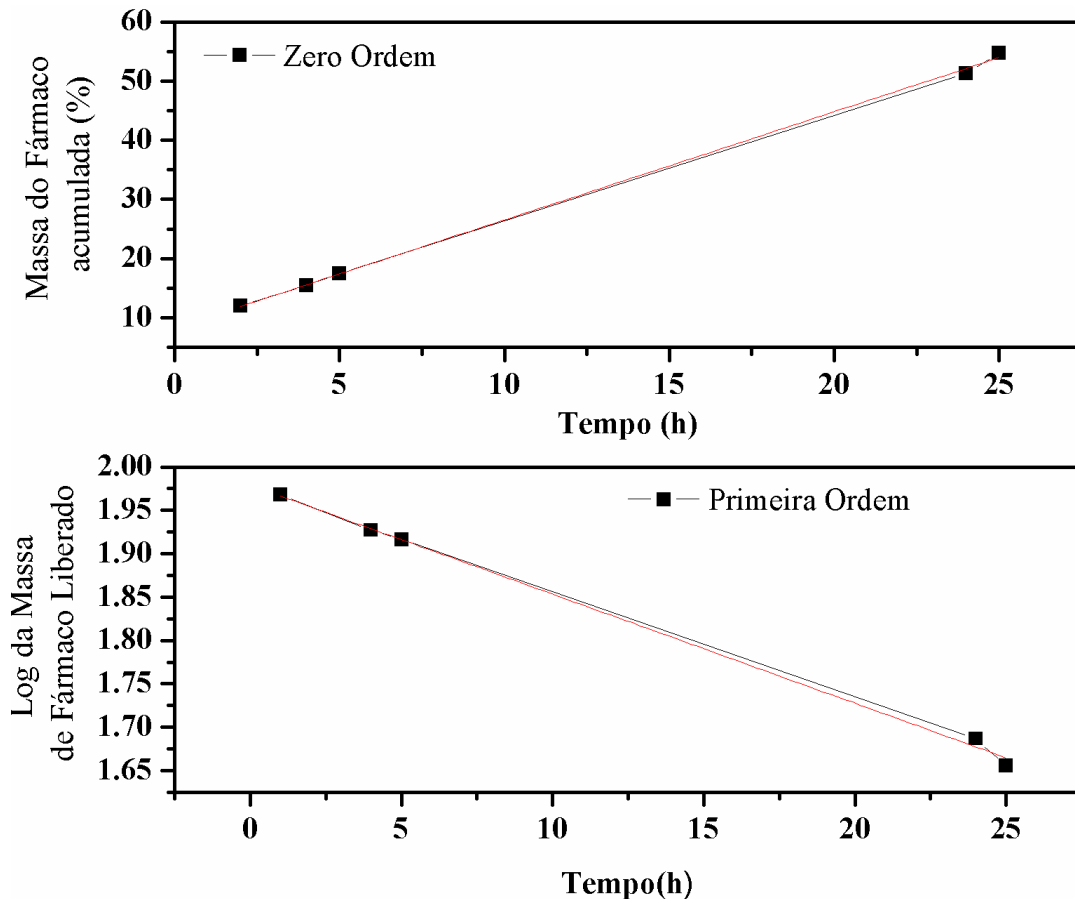 60
50
40
30
20
10
Massa do Fármaco
acumulada (%)
Zero Ordem
0 5 10 15 20 25
Tempo (h)
2.00
1.95
1.90
1.85
1.80
1.75
1.70
1.65
Log da Massa
de Fármaco Liberado
Primeira Ordem
0 5 10 15 20 25
Tempo(h)